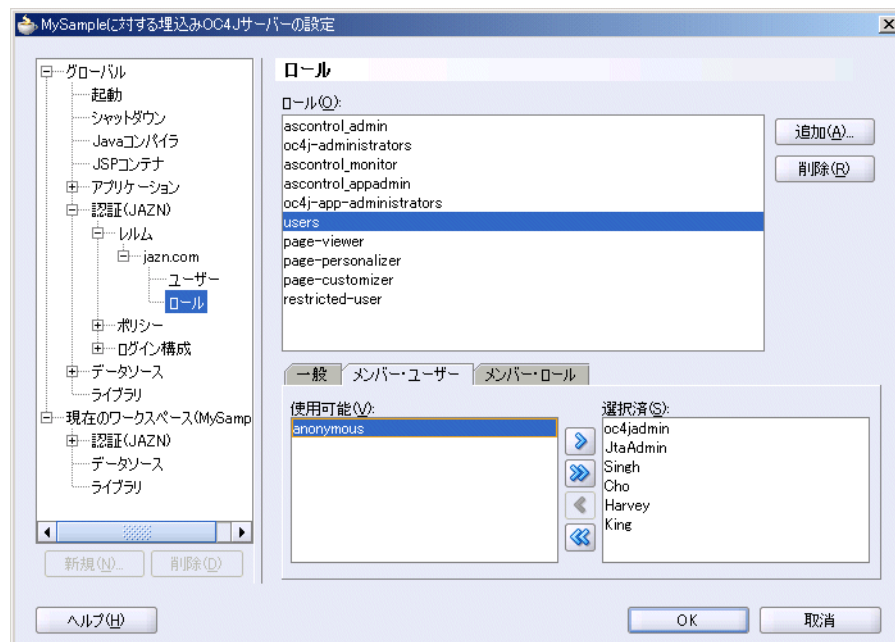 MySampleに対する埋込みOC4Jサーバーの設定
グローバル
起動
シャットダウン
Javaコンパイラ
JSPコンテナ
アプリケーション
認証(JAZN)
レルム
jazn.com
ユーザー
ロール
ポリシー
ログイン構成
データソース
ライブラリ
現在のワークスペース(MySamp
認証(JAZN)
データソース
ライブラリ
新規(N)...
削除(D)
ロール
ロール(O):
ascontrol_admin
oc4j-administrators
ascontrol_monitor
ascontrol_appadmin
oc4j-app-administrators
users
page-viewer
page-personalizer
page-customizer
restricted-user
追加(A)...
削除(R)
一般
メンバー・ユーザー
メンバー・ロール
使用可能(V):
anonymous
選択済(S):
oc4jadmin
JtaAdmin
Singh
Cho
Harvey
King
ヘルプ(H)
OK
取消